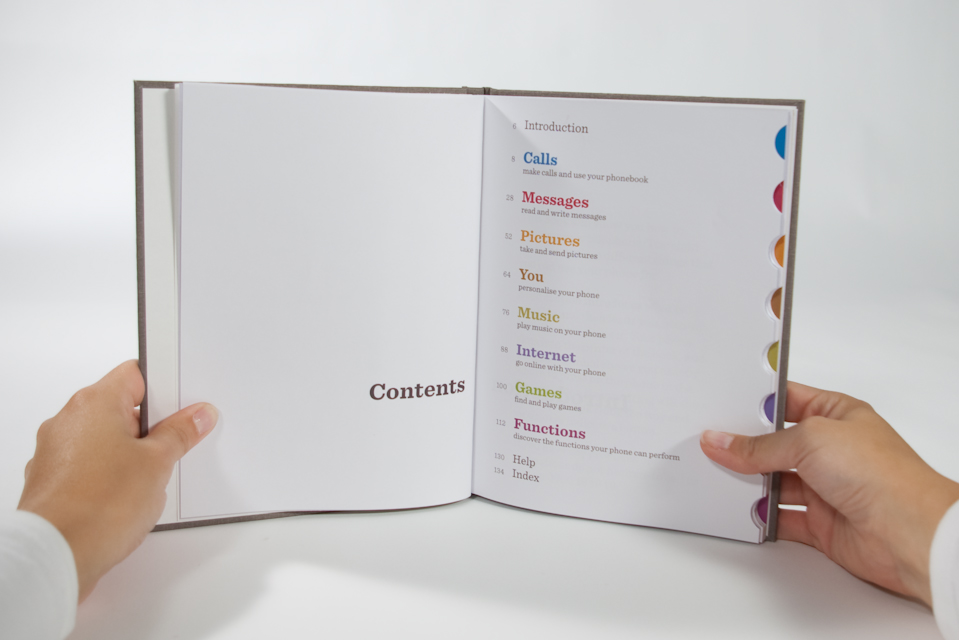 Contents
6 Introduction
8 Calls
make calls and use your phonebook
28 Messages
read and write messages
52 Pictures
take and send pictures
64 You
personalise your phone
76 Music
play music on your phone
88 Internet
go online with your phone
100 Games
find and play games
112 Functions
discover the functions your phone can perform
130 Help
134 Index